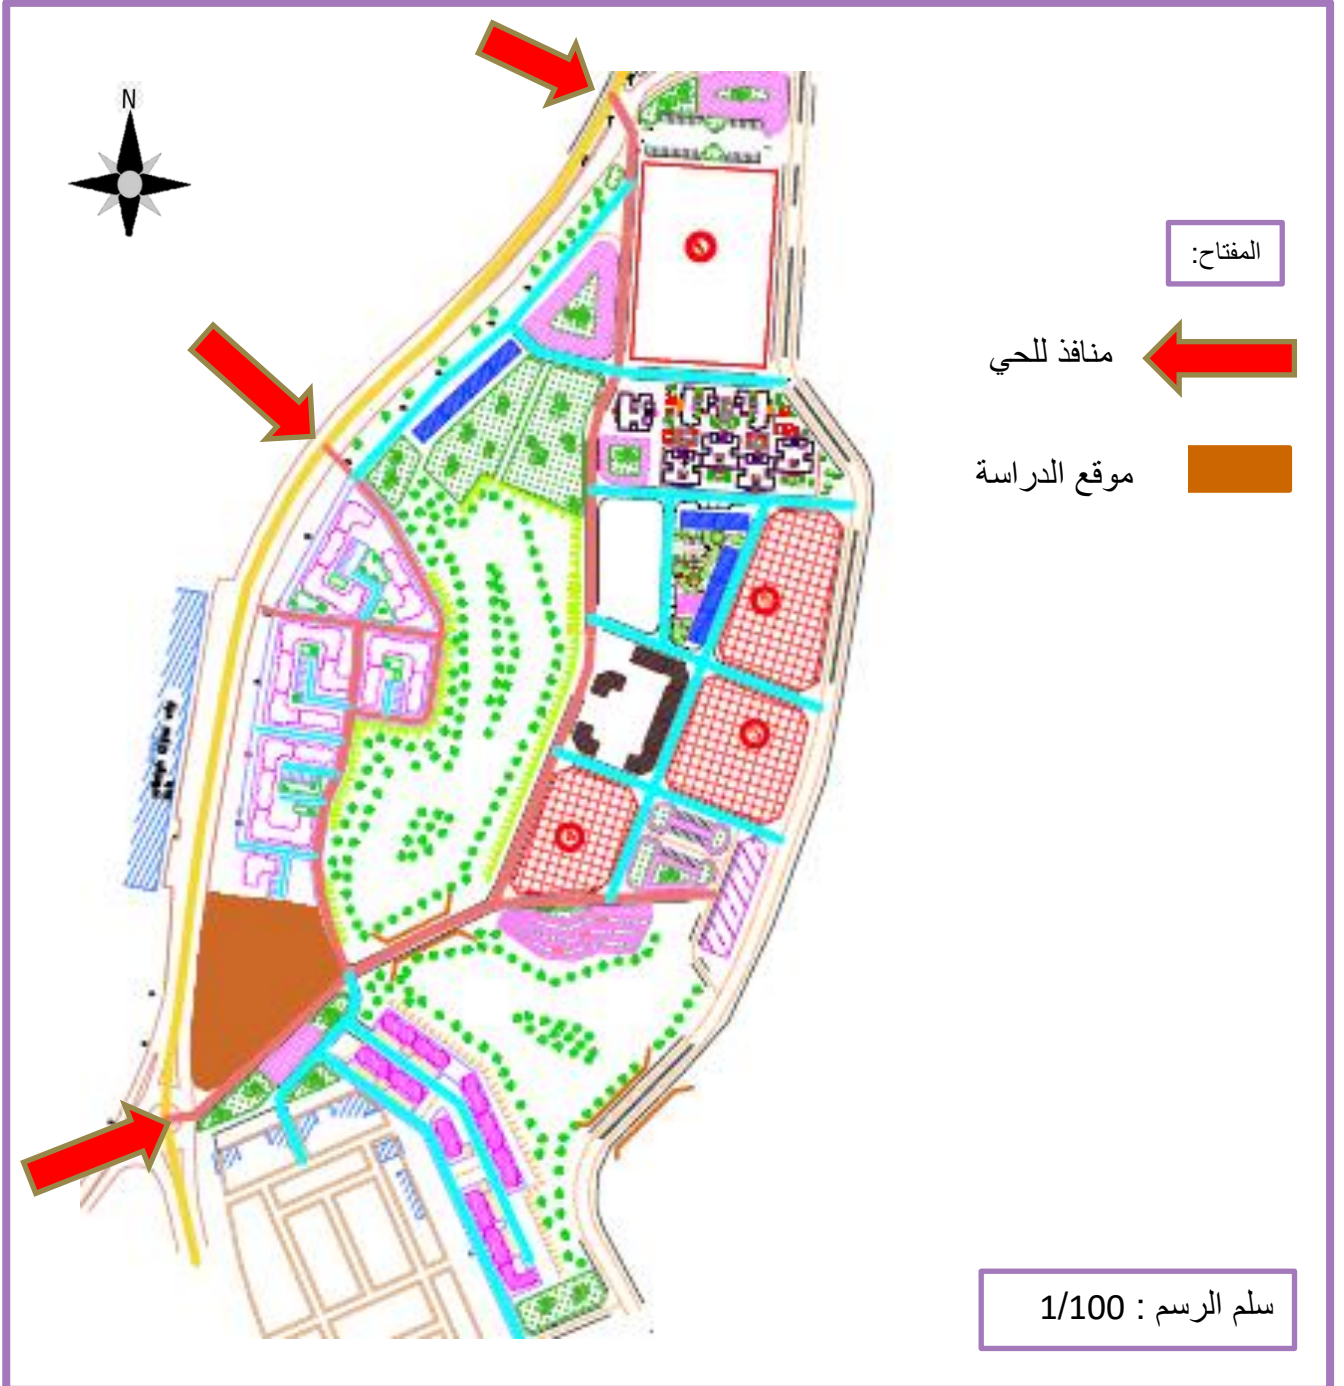 N
المفتاح:
منافذ للحي
موقع الدراسة
سلم الرسم : 1/100